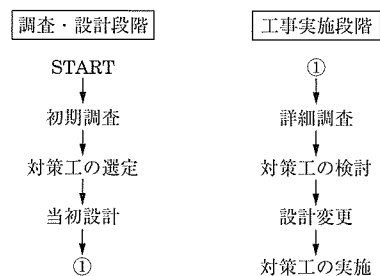 調査・設計段階
START
初期調査
対策工の選定
当初設計
①
工事実施段階
①
詳細調査
対策工の検討
設計変更
対策工の実施